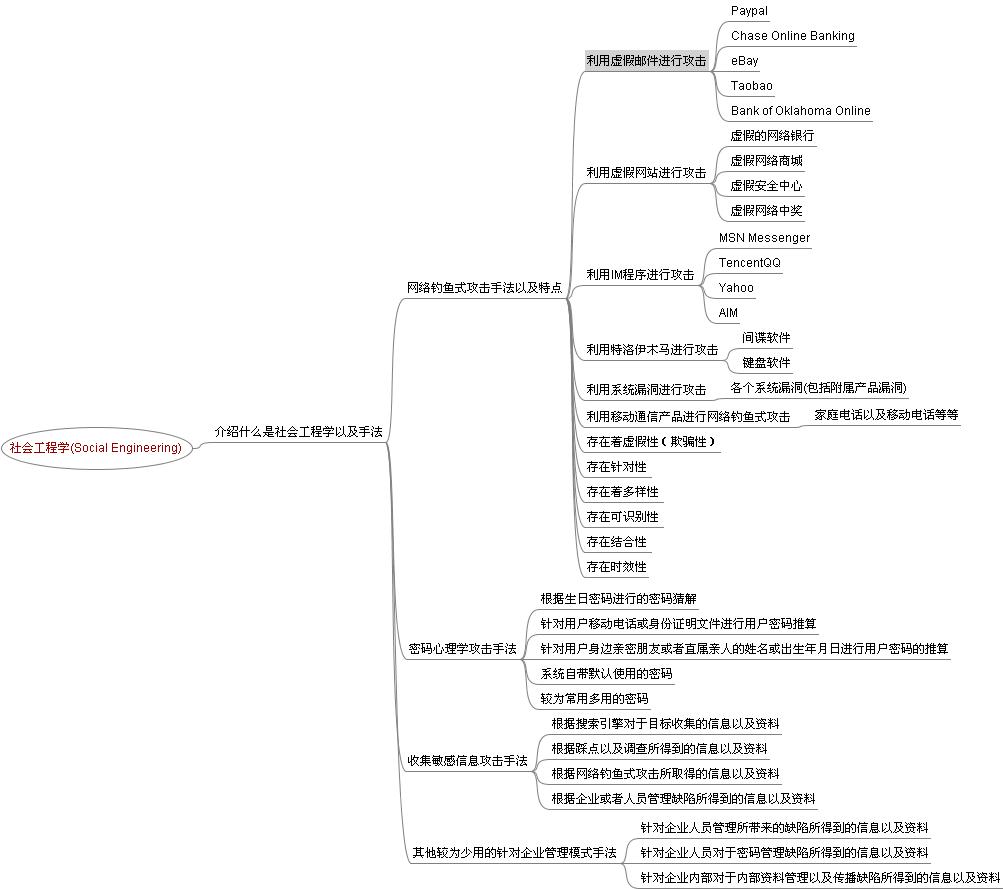 社会工程学(Social Engineering)
介绍什么是社会工程学以及手法
网络钓鱼式攻击手法以及特点
利用虚假邮件进行攻击
Paypal
Chase Online Banking
eBay
Taobao
Bank of Oklahoma Online
利用虚假网站进行攻击
虚假的网络银行
虚假网络商城
虚假安全中心
虚假网络中奖
利用IM程序进行攻击
MSN Messenger
TencentQQ
Yahoo
AIM
利用特洛伊木马进行攻击
间谍软件
键盘软件
利用系统漏洞进行攻击
各个系统漏洞(包括附属产品漏洞)
利用移动通信产品进行网络钓鱼式攻击
家庭电话以及移动电话等等
存在着虚假性（欺骗性）
存在针对性
存在着多样性
存在可识别性
存在结合性
存在时效性
密码心理学攻击手法
根据生日密码进行的密码猜解
针对用户移动电话或身份证明文件进行用户密码推算
针对用户身边亲密朋友或者直属亲人的姓名或出生年月日进行用户密码的推算
系统自带默认使用的密码
较为常用多用的密码
收集敏感信息攻击手法
根据搜索引擎对于目标收集的信息以及资料
根据踩点以及调查所得到的信息以及资料
根据网络钓鱼式攻击所取得的信息以及资料
根据企业或者人员管理缺陷所得到的信息以及资料
其他较为少用的针对企业管理模式手法
针对企业人员管理所带来的缺陷所得到的信息以及资料
针对企业人员对于密码管理缺陷所得到的信息以及资料
针对企业内部对于内部资料管理以及传播缺陷所得到的信息以及资料